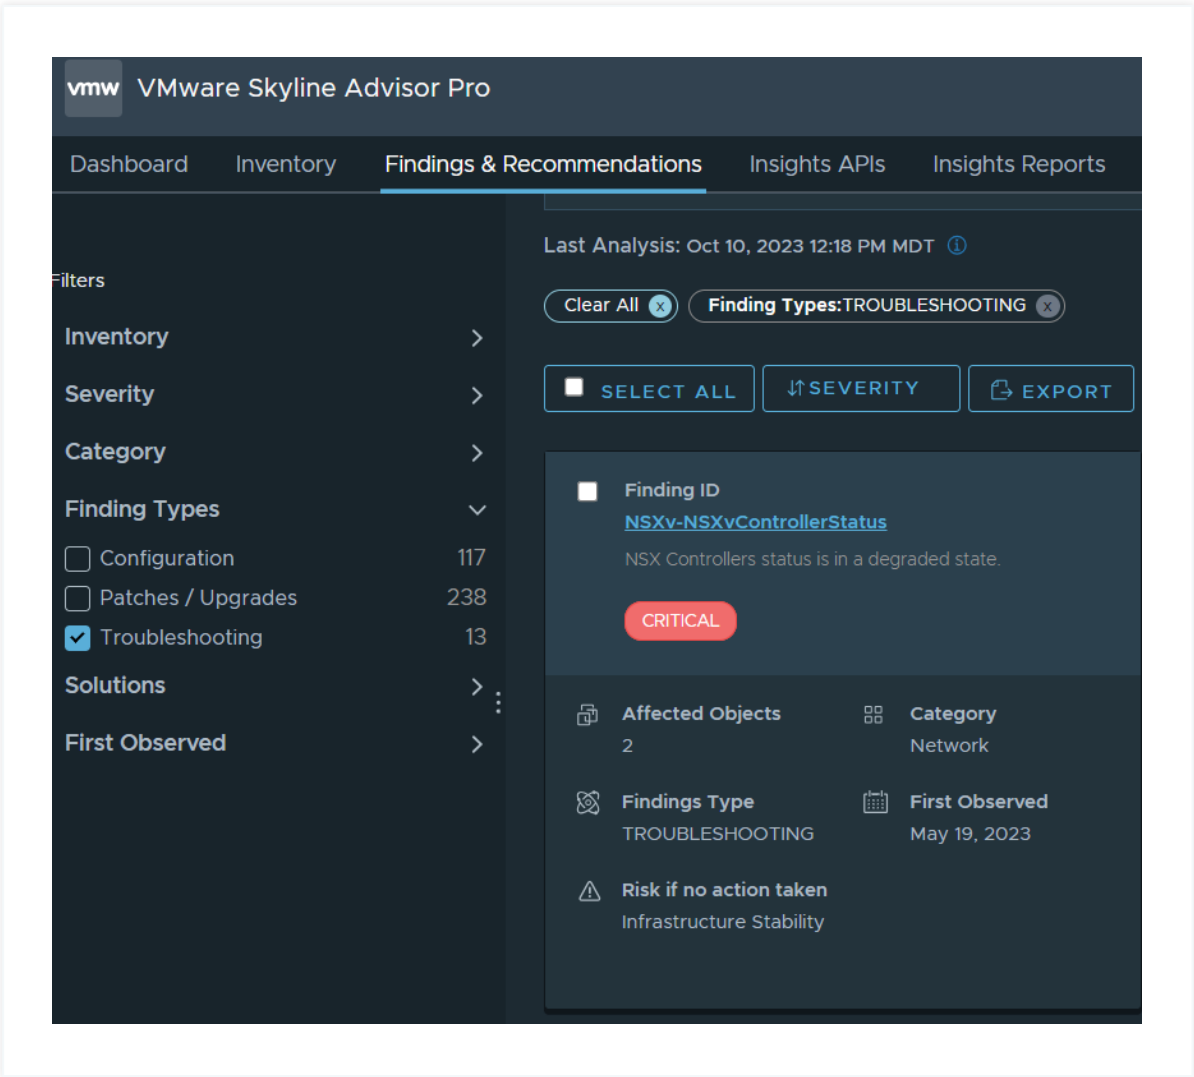 vmw VMware Skyline Advisor Pro
Dashboard Inventory Findings & Recommendations Insights APIs Insights Reports
Filters
Inventory
Severity
Category
Finding Types
Configuration 117
Patches / Upgrades 238
Troubleshooting 13
Solutions
First Observed
Last Analysis: Oct 10, 2023 12:18 PM MDT
Clear All x Finding Types:TROUBLESHOOTING x
SELECT ALL SEVERITY EXPORT
Finding ID
NSXv-NSXvControllerStatus
NSX Controllers status is in a degraded state.
CRITICAL
Affected Objects
2
Category
Network
Findings Type
TROUBLESHOOTING
First Observed
May 19, 2023
Risk if no action taken
Infrastructure Stability